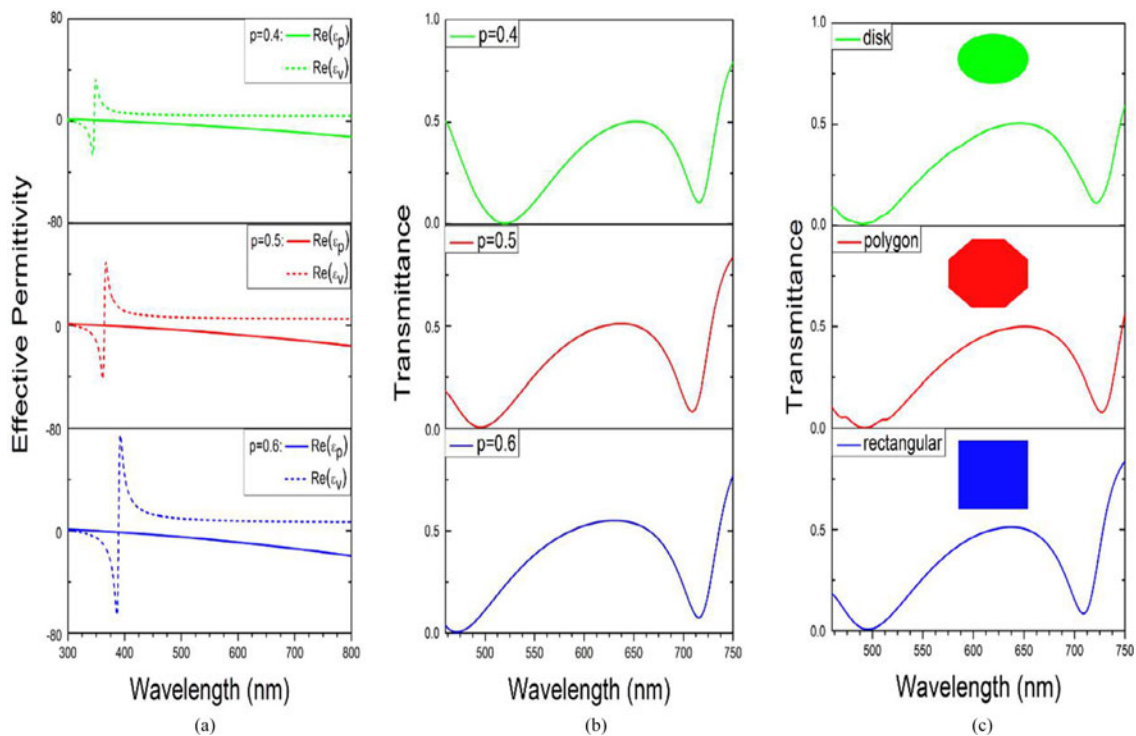 80
p=0.4: Re(εp)
Re(εv)
0
-80
p=0.5: Re(εp)
Re(εv)
0
-80
p=0.6: Re(εp)
Re(εv)
0
-80
300 400 500 600 700 800
Effective Permittivity
Wavelength (nm)
(a)
1.0
p=0.4
0.5
0.0
p=0.5
0.5
0.0
p=0.6
0.5
0.0
500 550 600 650 700 750
Transmittance
Wavelength (nm)
(b)
1.0
disk
0.5
0.0
polygon
0.5
0.0
rectangular
0.5
0.0
500 550 600 650 700 750
Transmittance
Wavelength (nm)
(c)